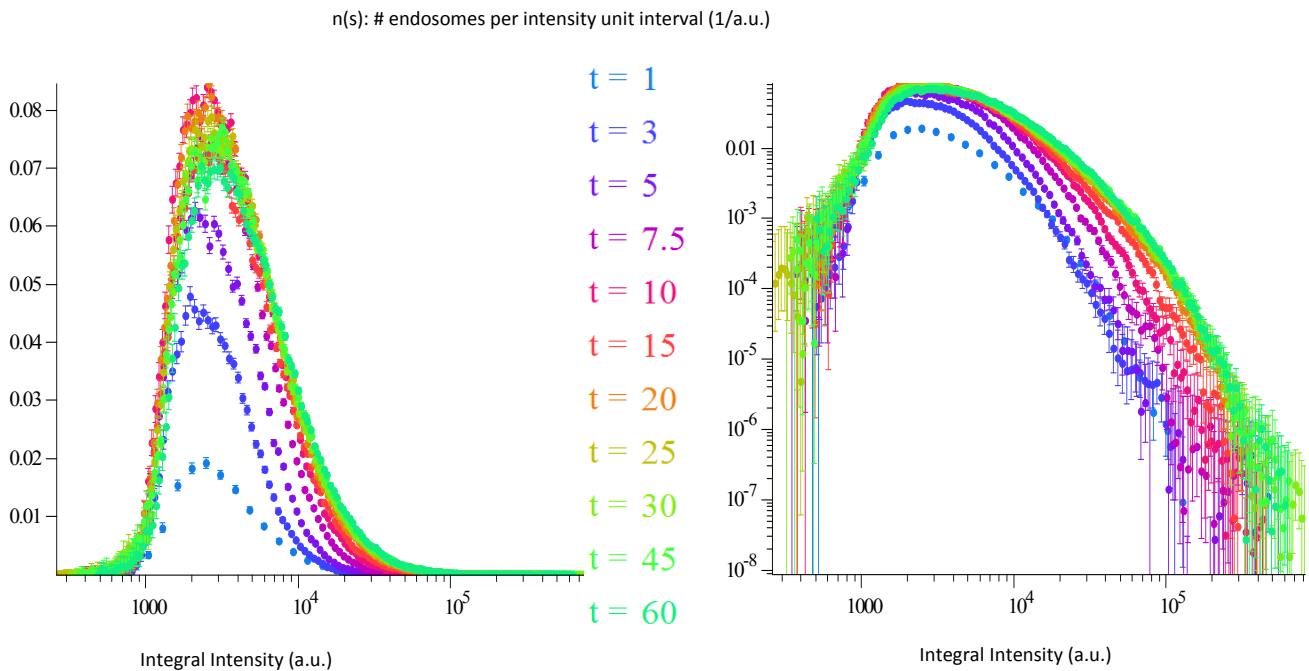 n(s): # endosomes per intensity unit interval (1/a.u.)
0.08
0.07
0.06
0.05
0.04
0.03
0.02
0.01
1000
10^4
10^5
Integral Intensity (a.u.)
t = 1
t = 3
t = 5
t = 7.5
t = 10
t = 15
t = 20
t = 25
t = 30
t = 45
t = 60
0.01
10^-3
10^-4
10^-5
10^-6
10^-7
10^-8
1000
10^4
10^5
Integral Intensity (a.u.)